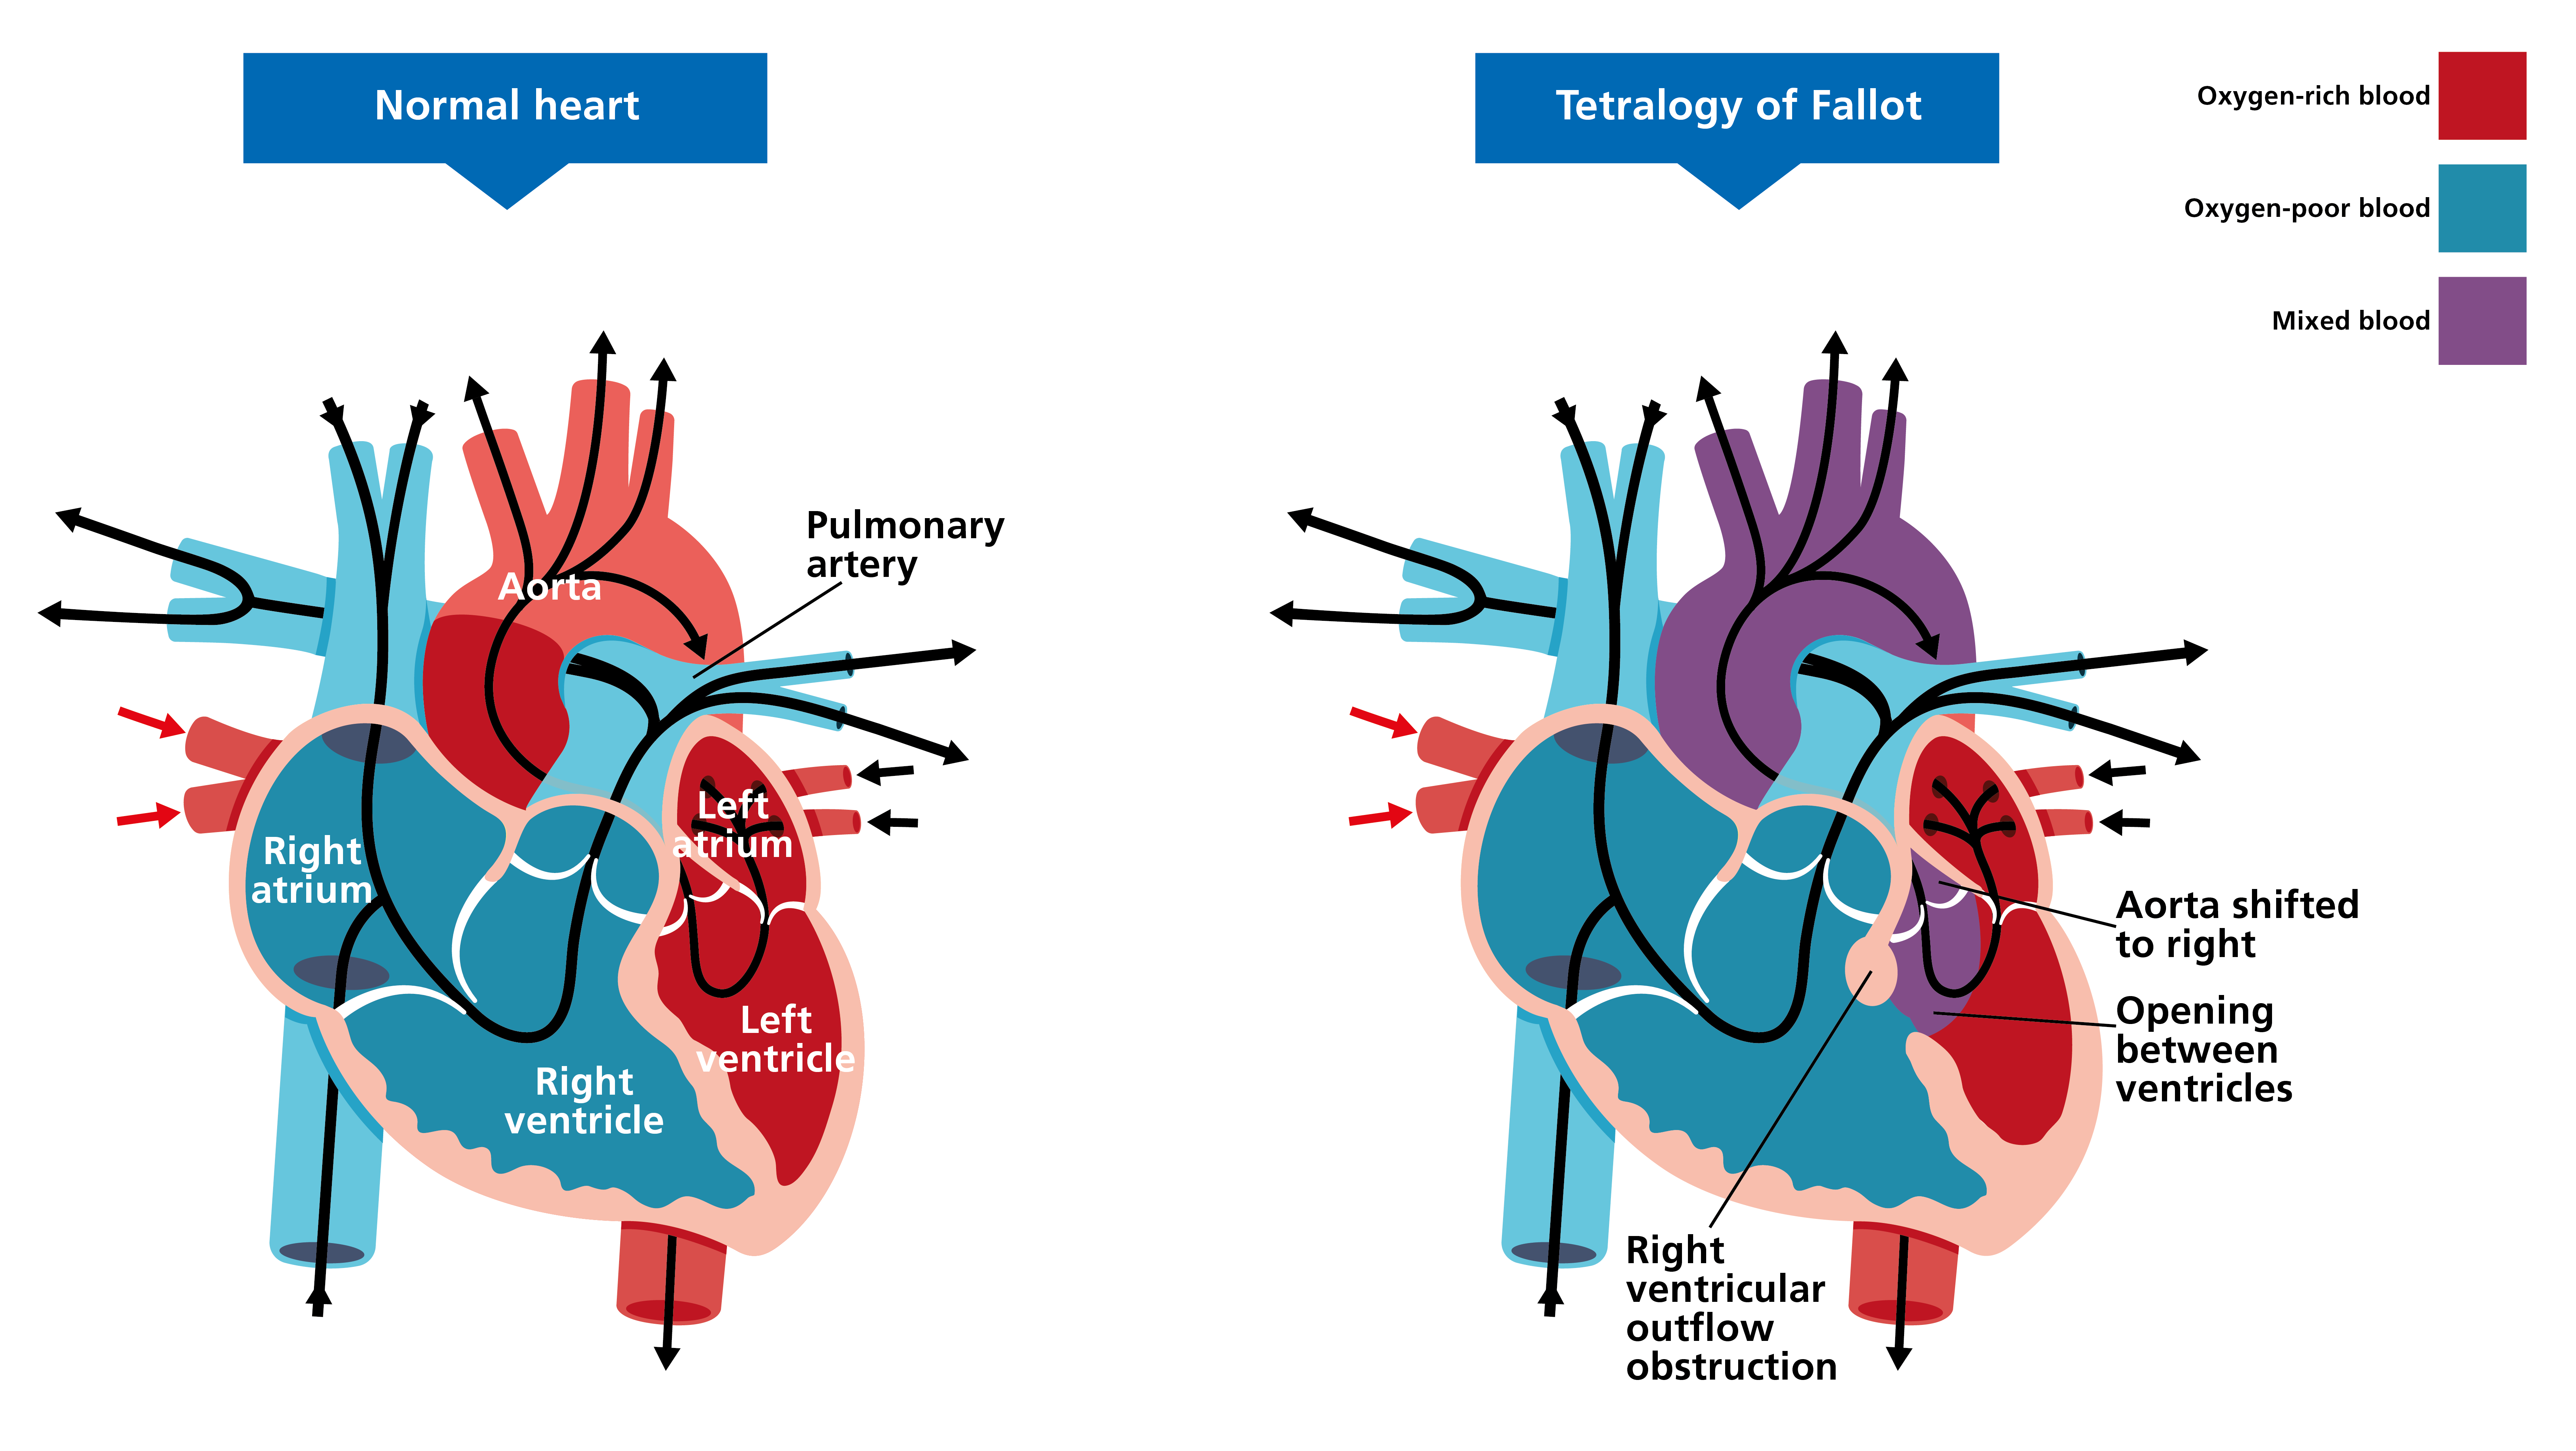 Normal heart
Tetralogy of Fallot
Oxygen-rich blood
Oxygen-poor blood
Mixed blood
Pulmonary
artery
Aorta
Left
atrium
Right
atrium
Left
ventricle
Right
ventricle
Aorta shifted
to right
Opening
between
ventricles
Right
ventricular
outflow
obstruction